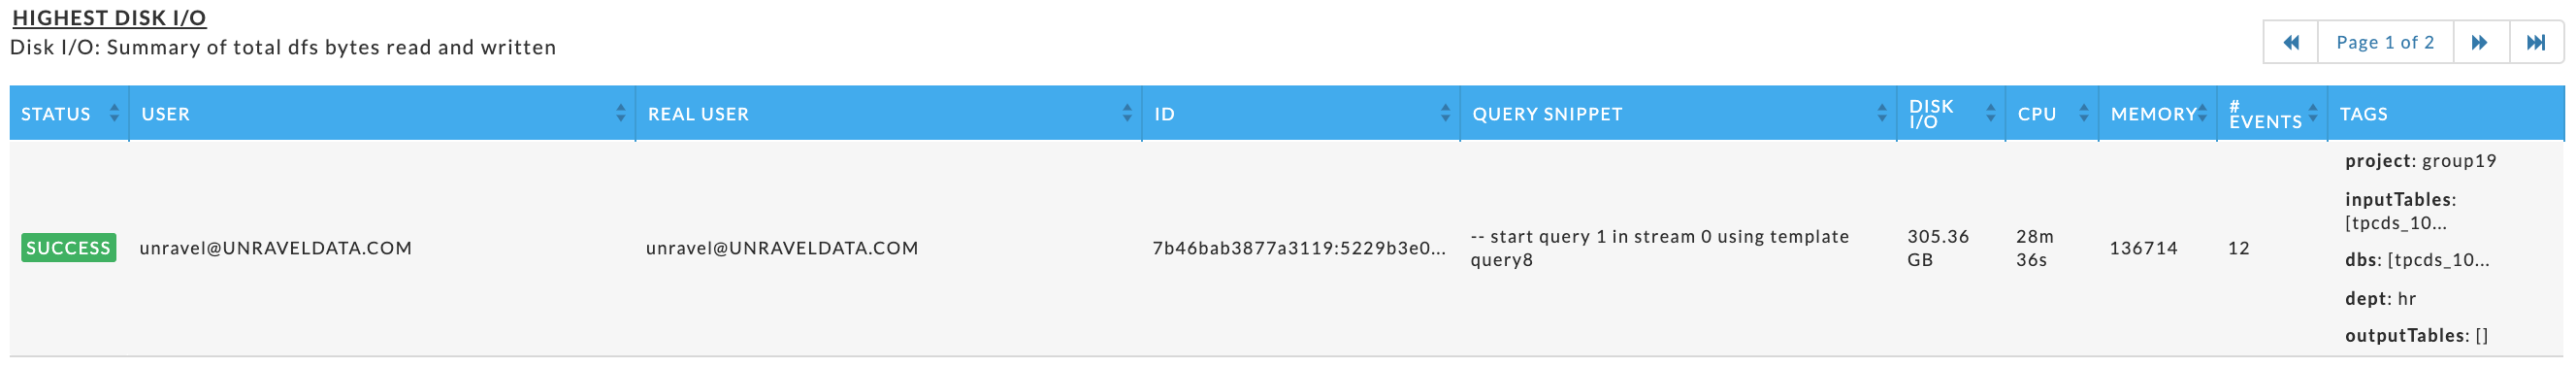 HIGHEST DISK I/O
Disk I/O: Summary of total dfs bytes read and written
Page 1 of 2
STATUS
USER
REAL USER
ID
QUERY SNIPPET
DISK
I/O
CPU
MEMORY
#
EVENTS
TAGS
SUCCESS
unravel@UNRAVELDATA.COM
unravel@UNRAVELDATA.COM
7b46bab3877a3119:5229b3e0...
-- start query 1 in stream 0 using template
query8
305.36
GB
28m
36s
136714
12
project: group19
inputTables:
[tpcds_10...
dbs: [tpcds_10...
dept: hr
outputTables: []